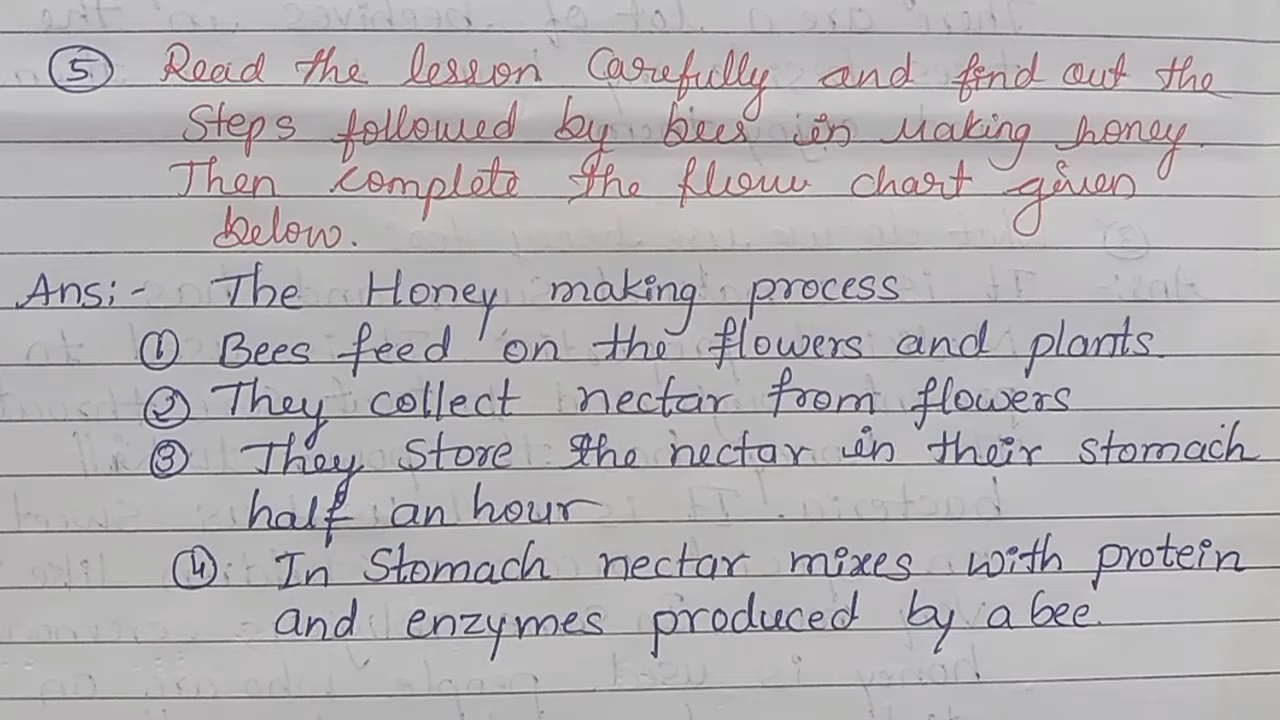 5 Read the lesson Carefully and find out the
Steps followed by bees in Making honey.
Then complete the flow chart given
below.
Ans:- The Honey making process
1 Bees feed on the flowers and plants.
2 They collect nectar from flowers
3 They Store the nectar in their stomach
half an hour
4 In Stomach nectar mixes with protein
and enzymes produced by a bee.